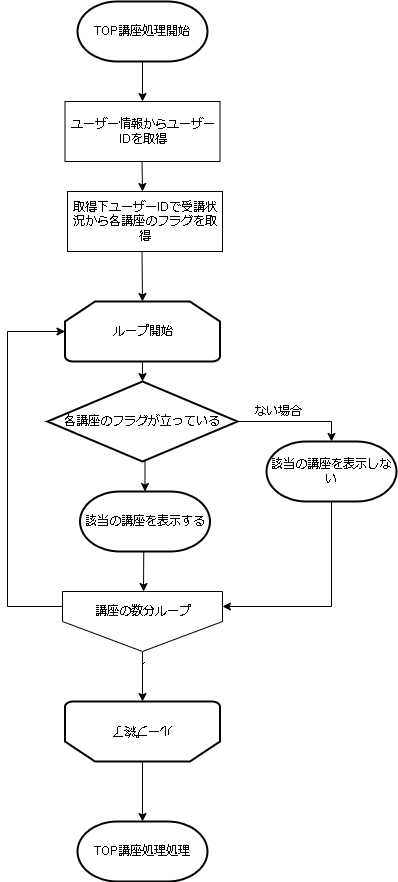 TOP講座処理開始
ユーザー情報からユーザー
IDを取得
取得下ユーザーIDで受講状
況から各講座のフラグを取
得
ループ開始
各講座のフラグが立っている
ない場合
該当の講座を表示しな
い
該当の講座を表示する
講座の数分ループ
ループ終了
TOP講座処理処理